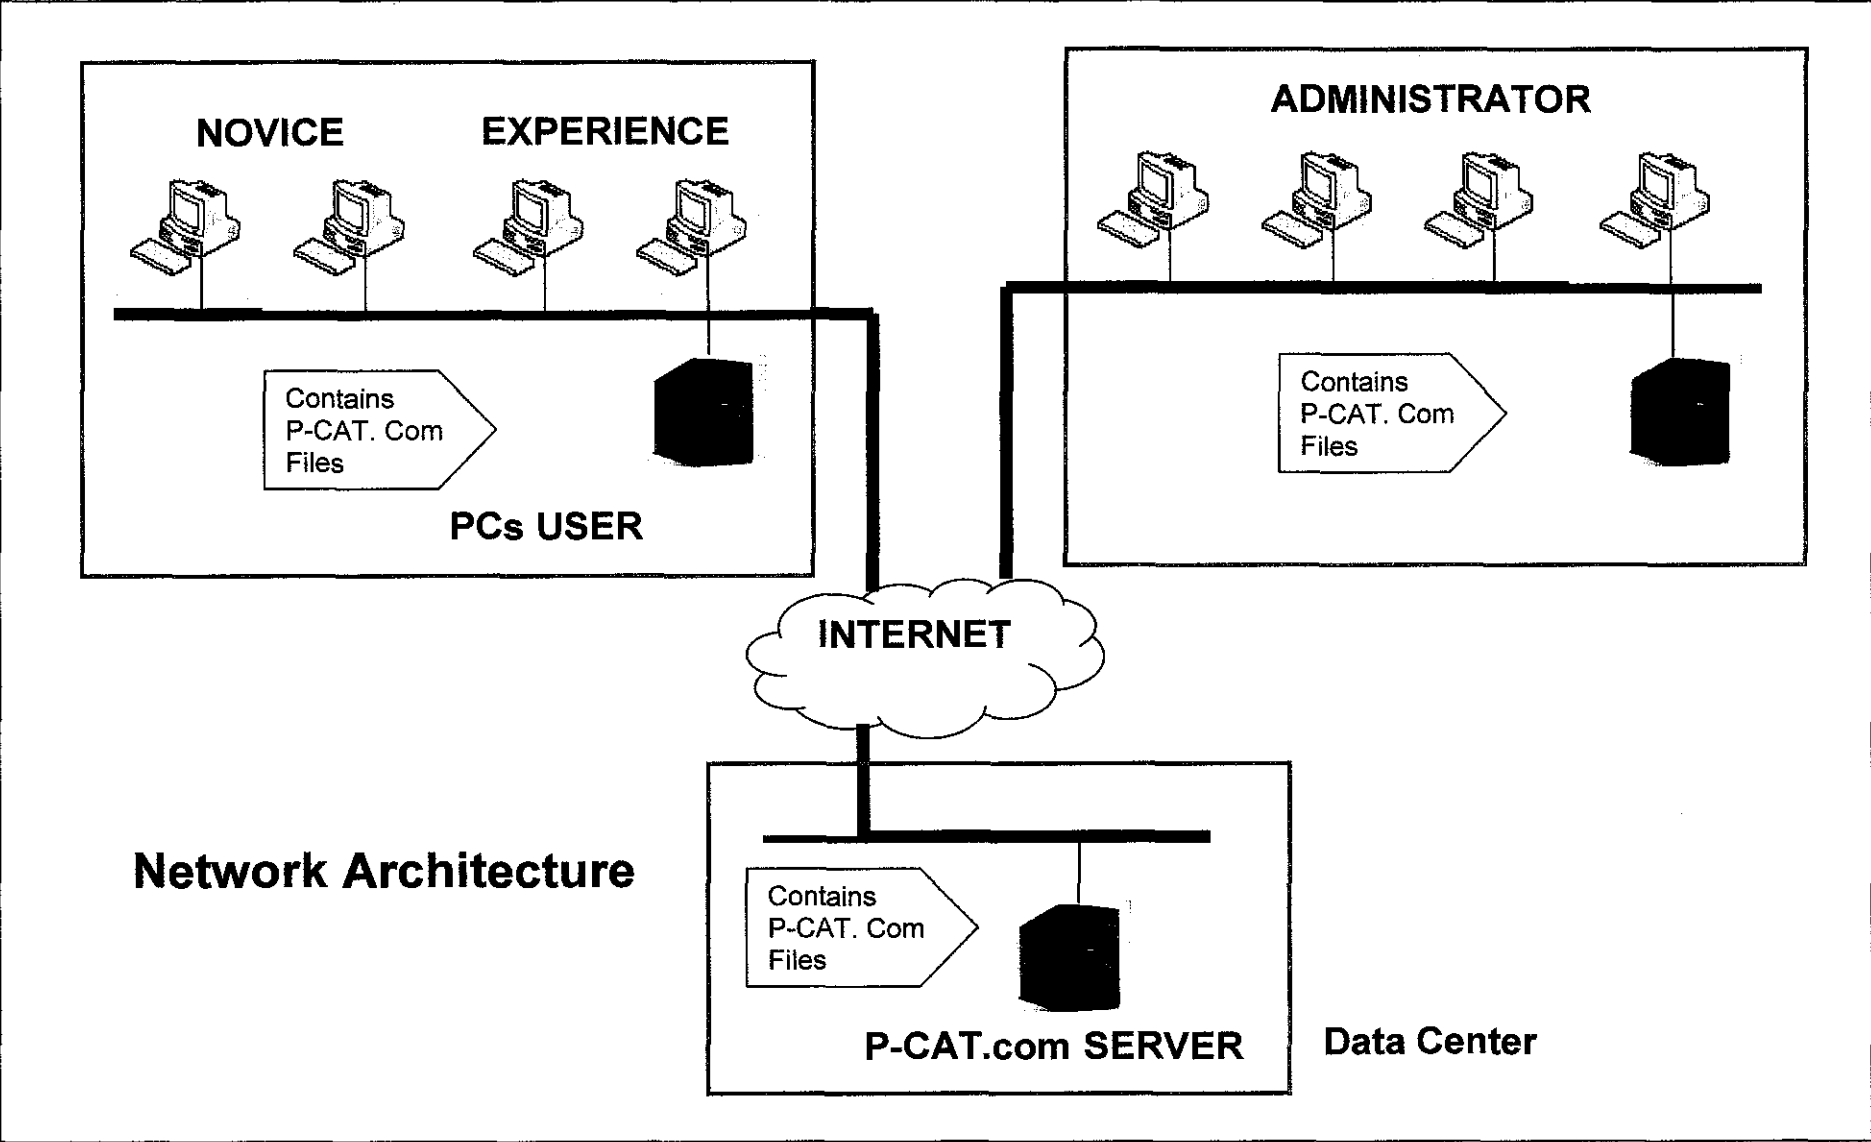 NOVICE
EXPERIENCE
Contains
P-CAT. Com
Files
PCs USER
ADMINISTRATOR
Contains
P-CAT. Com
Files
INTERNET
Network Architecture
Contains
P-CAT. Com
Files
P-CAT.com SERVER
Data Center